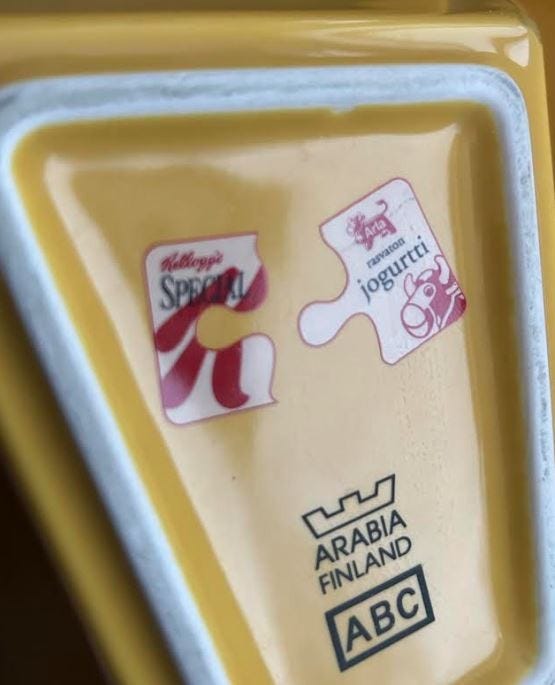 Kellogg's
SPECIAL
K
Arla
rasvaton
jogurtti
ARABIA
FINLAND
ABC